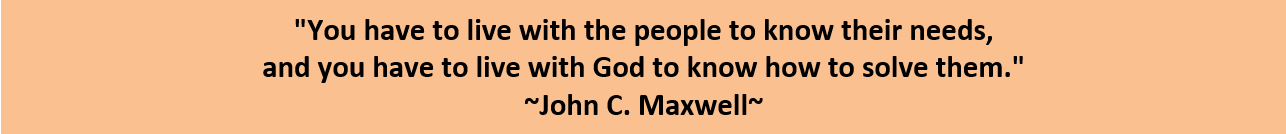 "You have to live with the people to know their needs,
and you have to live with God to know how to solve them."
~John C. Maxwell~